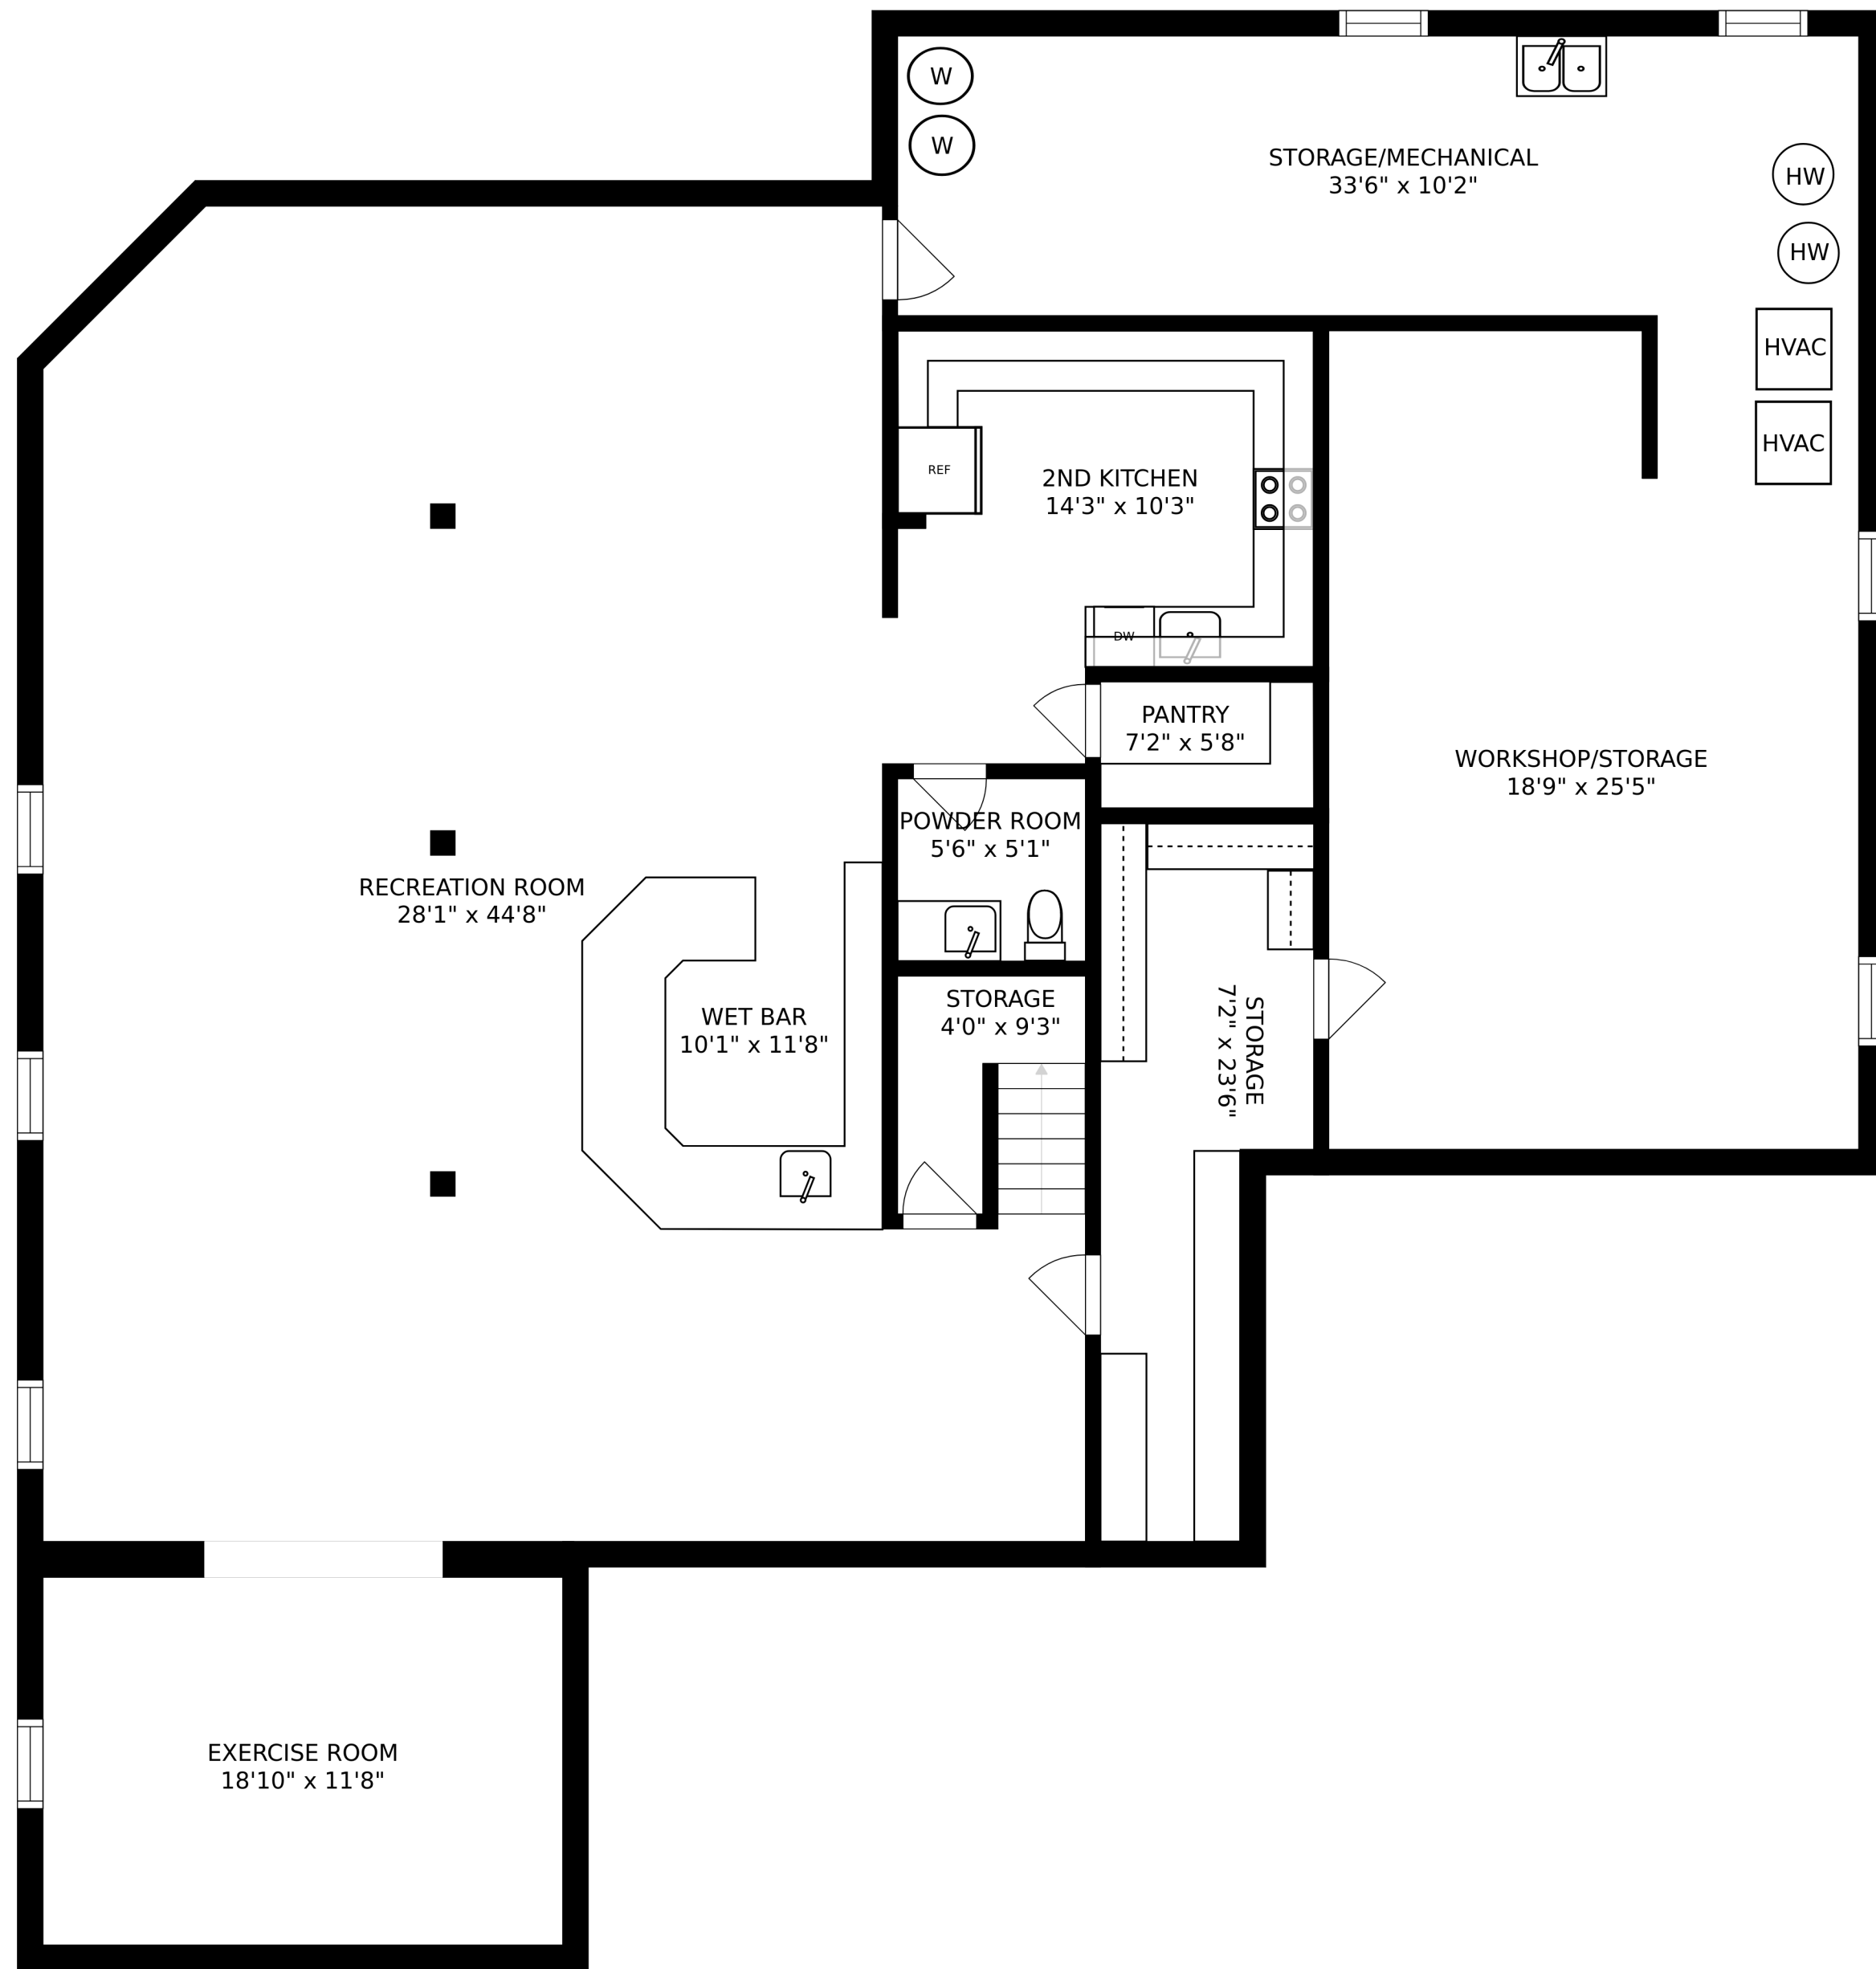 W
W
STORAGE/MECHANICAL
33'6" x 10'2"
HW
HW
HVAC
HVAC
REF
2ND KITCHEN
14'3" x 10'3"
DW
PANTRY
7'2" x 5'8"
WORKSHOP/STORAGE
18'9" x 25'5"
POWDER ROOM
5'6" x 5'1"
RECREATION ROOM
28'1" x 44'8"
WET BAR
10'1" x 11'8"
STORAGE
4'0" x 9'3"
STORAGE
7'2" x 23'6"
EXERCISE ROOM
18'10" x 11'8"